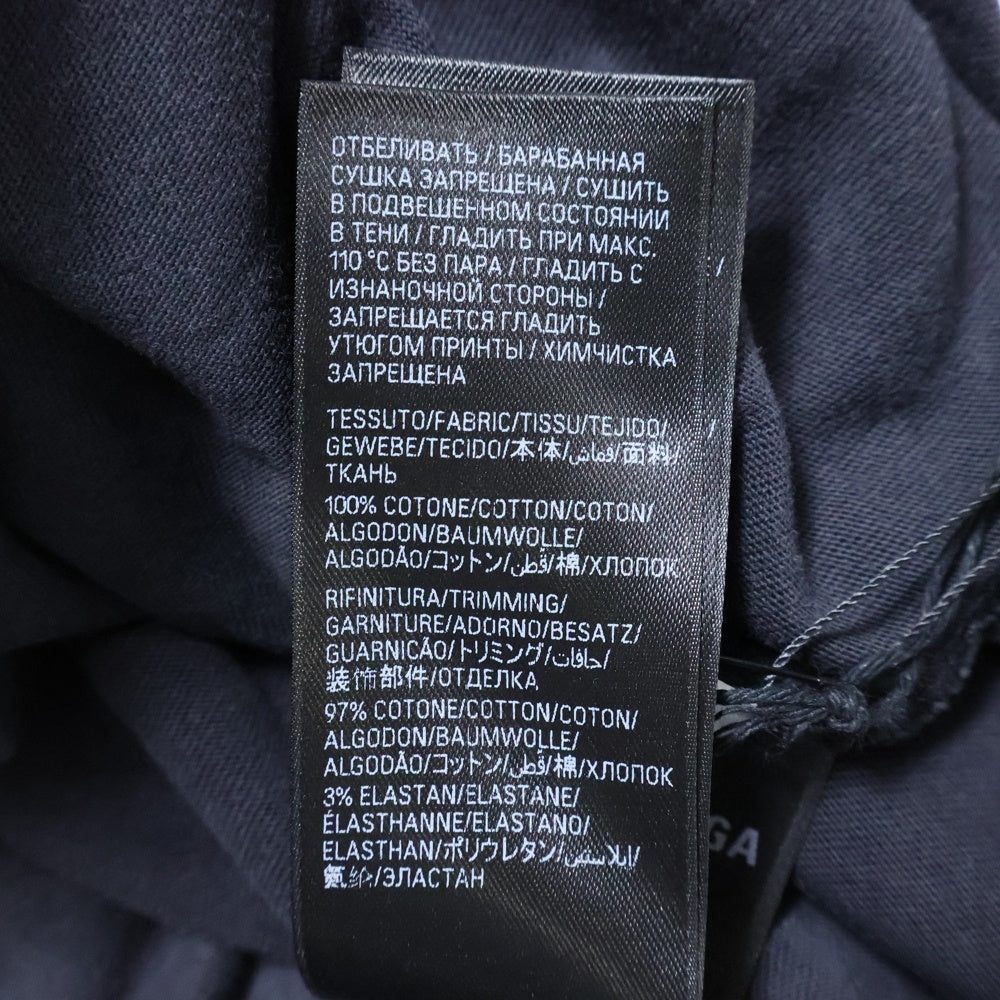 ОТБЕЛИВАТЬ / БАРАБАННАЯ
СУШКА ЗАПРЕЩЕНА / СУШИТЬ
В ПОДВЕШЕННОМ СОСТОЯНИИ
В ТЕНИ / ГЛАДИТЬ ПРИ МАКС.
110 °C БЕЗ ПАРА / ГЛАДИТЬ С
ИЗНАНОЧНОЙ СТОРОНЫ /
ЗАПРЕЩАЕТСЯ ГЛАДИТЬ
УТЮГОМ ПРИНТЫ / ХИМЧИСТКА
ЗАПРЕЩЕНА
TESSUTO/FABRIC/TISSU/TEJIDO/
GEWEBE/TECIDO/本体/قماش/面料/
ТКАНЬ
100% COTONE/COTTON/COTON/
ALGODON/BAUMWOLLE/
ALGODÃO/コットン/قطن/棉/ХЛОПОК
RIFINITURA/TRIMMING/
GARNITURE/ADORNO/BESATZ/
GUARNICÃO/トリミング/حافات/
装饰部件/ОТДЕЛКА
97% COTONE/COTTON/COTON/
ALGODON/BAUMWOLLE/
ALGODÃO/コットン/قطن/棉/ХЛОПОК
3% ELASTAN/ELASTANE/
ÉLASTHANNE/ELASTANO/
ELASTHAN/ポリウレタン/إيلاستين/
氨纶/ЭЛАСТАН
GA